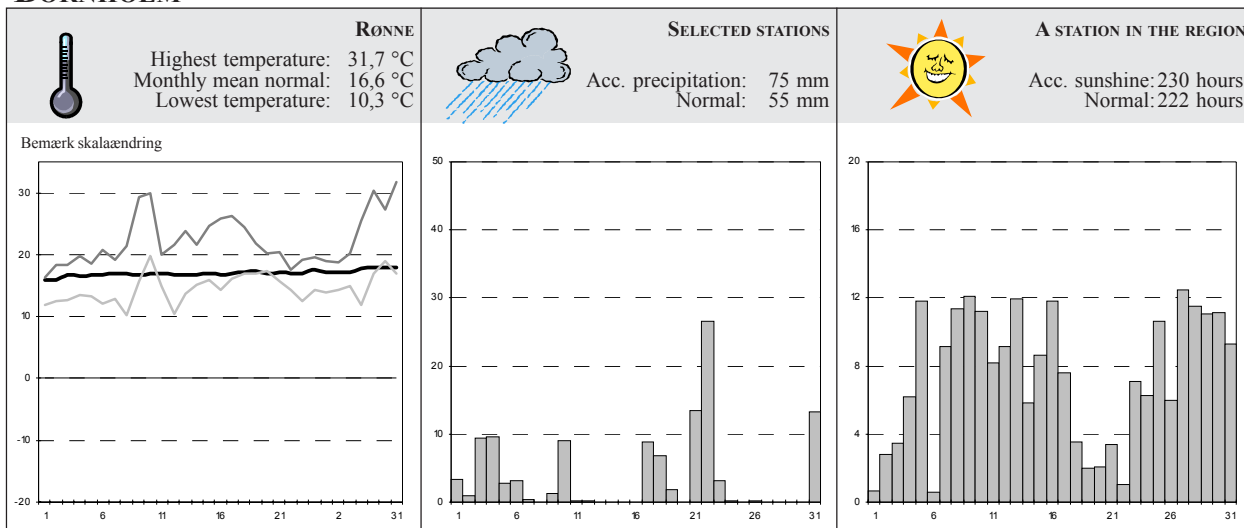 BORNHOLM
RØNNE
Highest temperature: 31,7 °C
Monthly mean normal: 16,6 °C
Lowest temperature: 10,3 °C
SELECTED STATIONS
Acc. precipitation: 75 mm
Normal: 55 mm
A STATION IN THE REGION
Acc. sunshine: 230 hours
Normal: 222 hours
Bemærk skalaændring
30
20
10
0
-10
-20
1 6 11 16 21 2 31
50
40
30
20
10
0
1 6 11 16 21 26 31
20
16
12
8
4
0
1 6 11 16 21 26 31